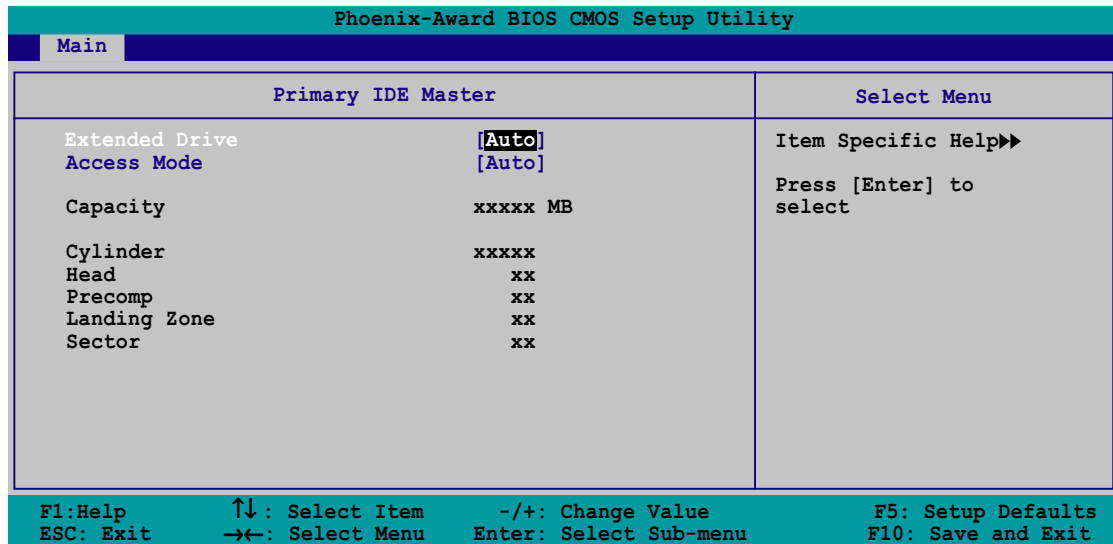 Phoenix-Award BIOS CMOS Setup Utility
Main
Primary IDE Master
Select Menu
Extended Drive [Auto]
Access Mode [Auto]
Capacity xxxxx MB
Cylinder xxxxx
Head xx
Precomp xx
Landing Zone xx
Sector xx
Item Specific Help▶▶
Press [Enter] to
select
F1:Help ↑↓: Select Item -/+: Change Value F5: Setup Defaults
ESC: Exit →←: Select Menu Enter: Select Sub-menu F10: Save and Exit